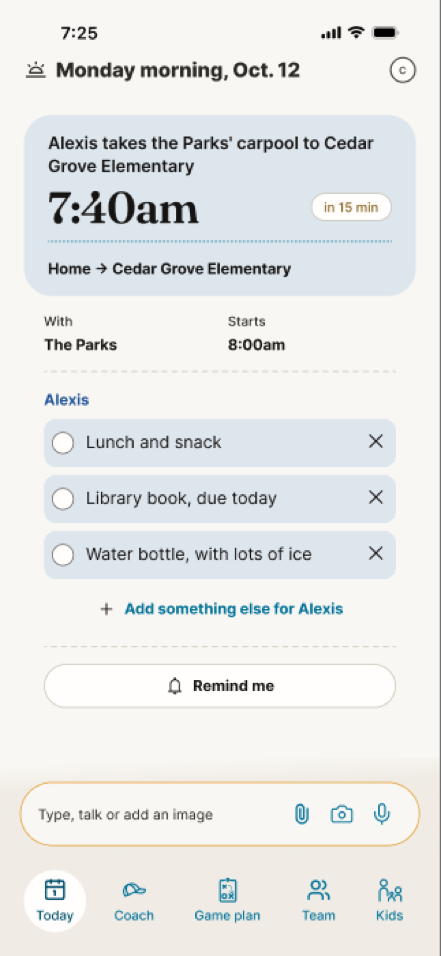 7:25
Monday morning, Oct. 12
C
Alexis takes the Parks' carpool to Cedar
Grove Elementary
7:40am
in 15 min
Home → Cedar Grove Elementary
With
Starts
The Parks
8:00am
Alexis
Lunch and snack
Library book, due today
Water bottle, with lots of ice
+ Add something else for Alexis
Remind me
Type, talk or add an image
1
Today
Coach
Game plan
Team
Kids